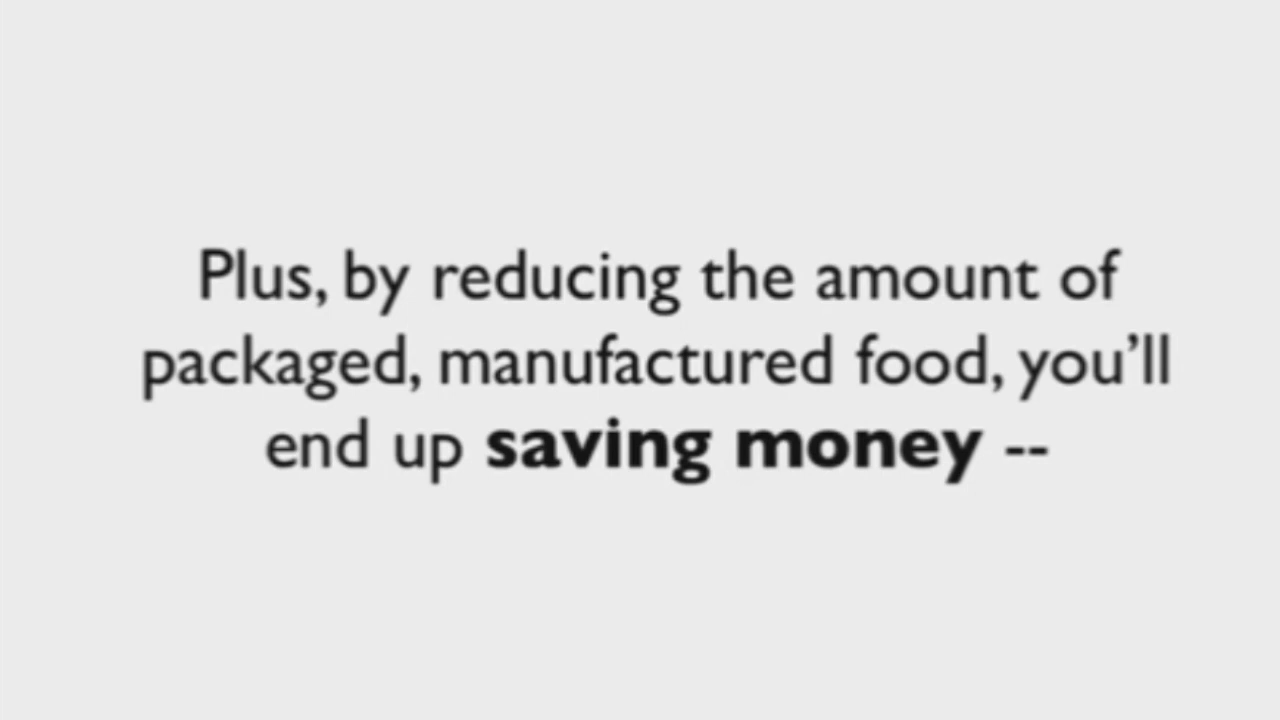 Plus, by reducing the amount of
packaged, manufactured food, you’ll
end up saving money --